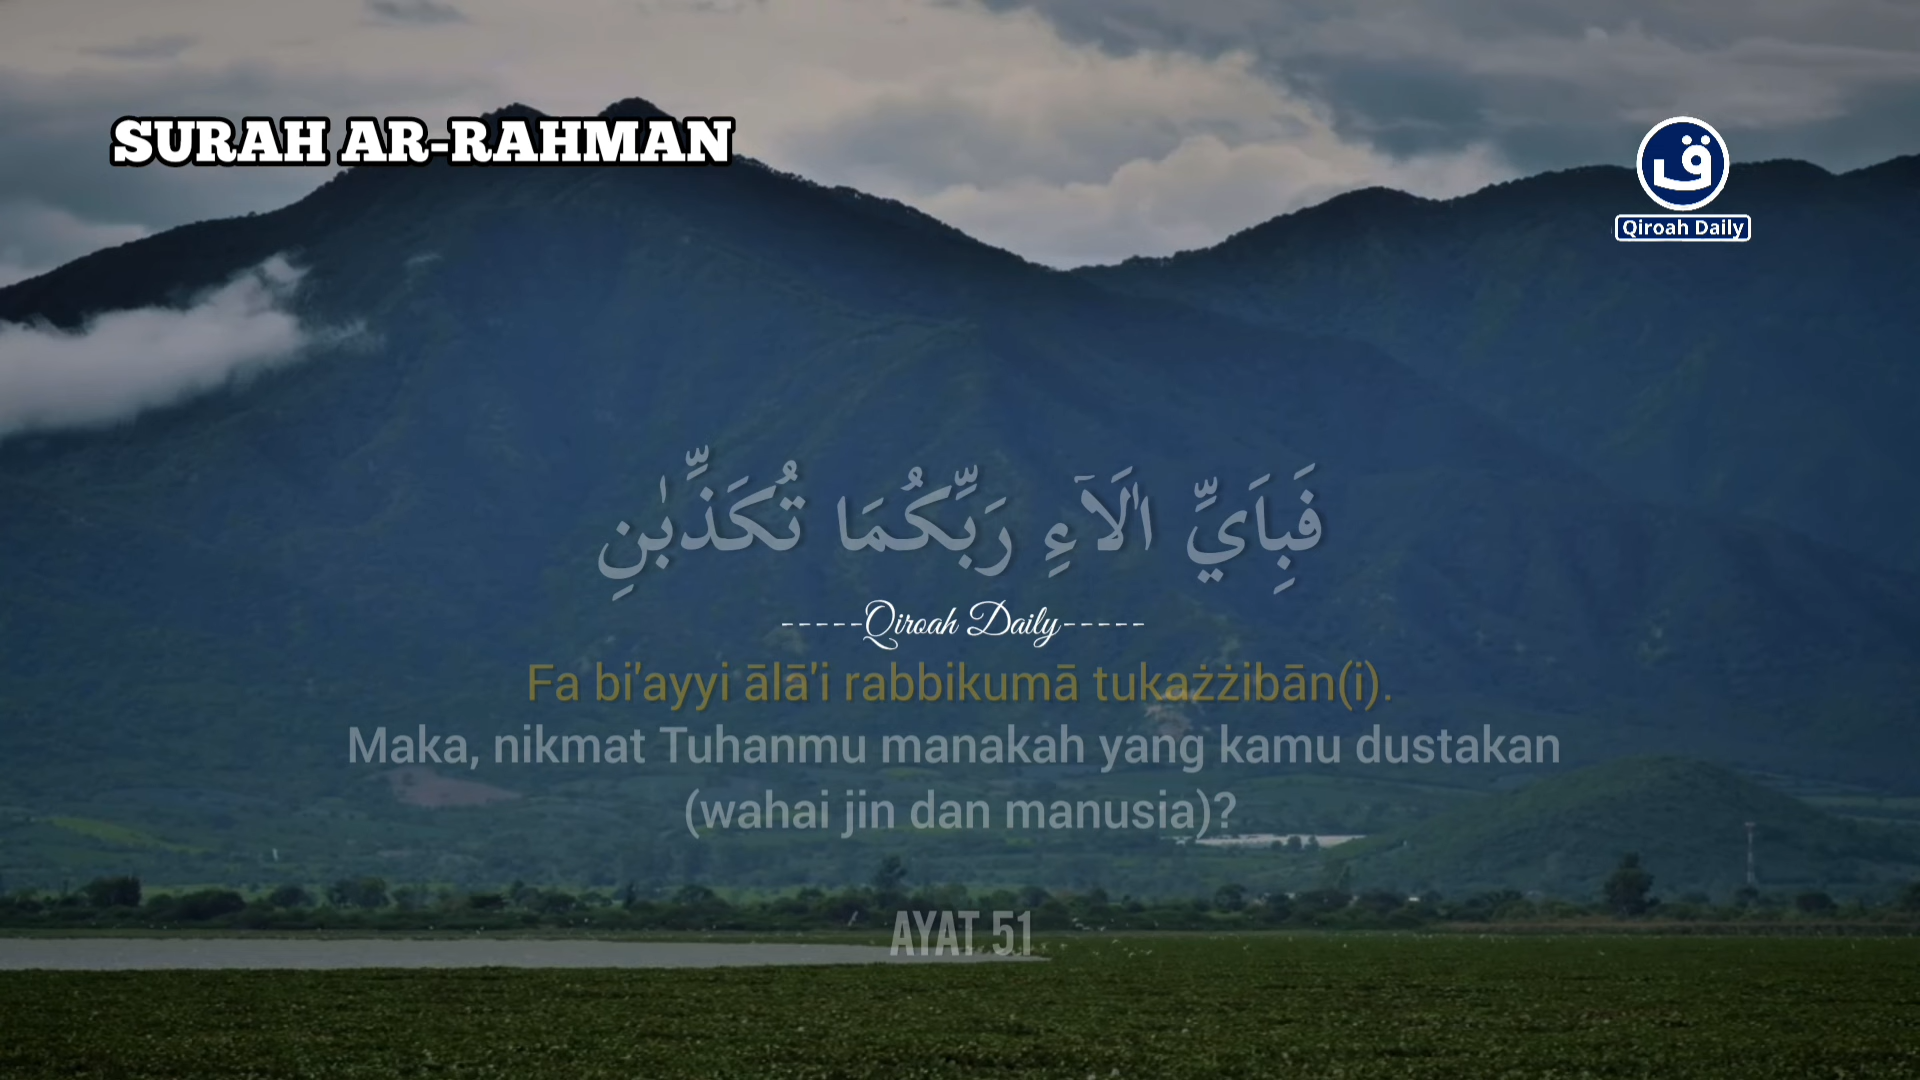 SURAH AR-RAHMAN
ق
Qiroah Daily
فَبِاَيِّ اٰلَاۤءِ رَبِّكُمَا تُكَذِّبٰنِ
-----Qiroah Daily-----
Fa bi'ayyi ālā'i rabbikumā tukażżibān(i).
Maka, nikmat Tuhanmu manakah yang kamu dustakan
(wahai jin dan manusia)?
AYAT 51